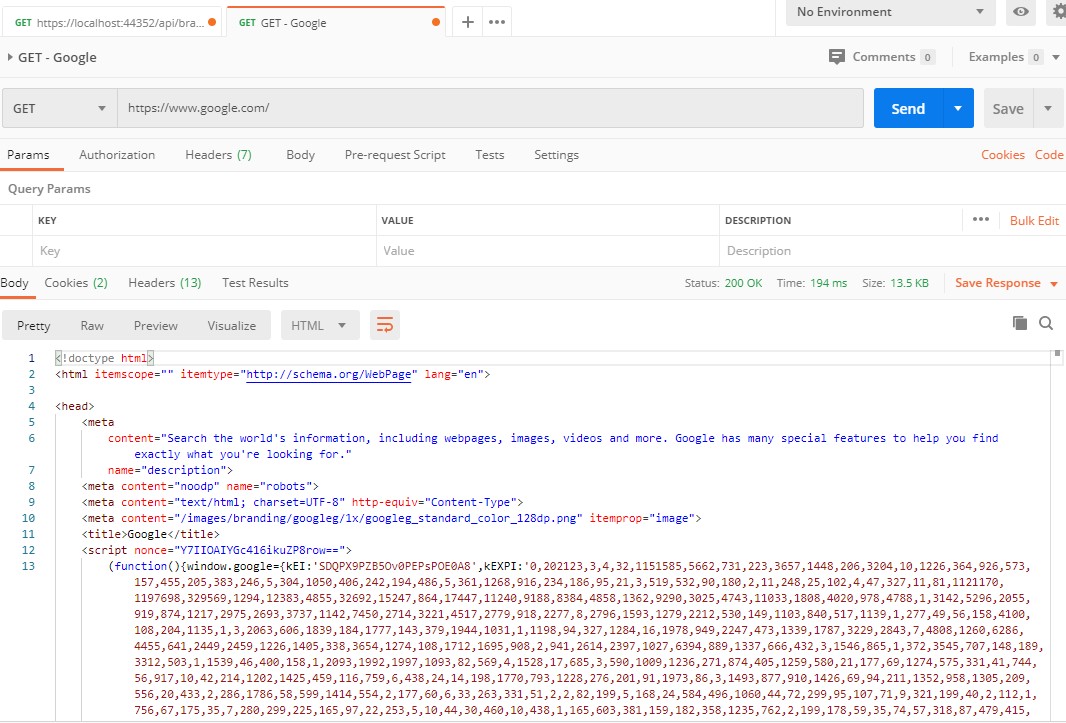 GET https://localhost:44352/api/bra...
GET GET - Google
No Environment
GET - Google
Comments 0
Examples 0
GET
https://www.google.com/
Send
Save
Params
Authorization
Headers (7)
Body
Pre-request Script
Tests
Settings
Cookies
Code
Query Params
KEY
VALUE
DESCRIPTION
Bulk Edit
Key
Value
Description
Body
Cookies (2)
Headers (13)
Test Results
Status: 200 OK
Time: 194 ms
Size: 13.5 KB
Save Response
Pretty
Raw
Preview
Visualize
HTML
1 <!doctype html>
2 <html itemscope="" itemtype="http://schema.org/WebPage" lang="en">
3
4 <head>
5 <meta
6 content="Search the world's information, including webpages, images, videos and more. Google has many special features to help you find
exactly what you're looking for."
7 name="description">
8 <meta content="noodp" name="robots">
9 <meta content="text/html; charset=UTF-8" http-equiv="Content-Type">
10 <meta content="/images/branding/googleg/1x/googleg_standard_color_128dp.png" itemprop="image">
11 <title>Google</title>
12 <script nonce="Y7IIOAIYGc416ikuZP8row==">
13 (function(){window.google={kEI:'SDQPX9PZB5Ov0PEPsPOE0A8',kEXPI:'0,202123,3,4,32,1151585,5662,731,223,3657,1448,206,3204,10,1226,364,926,573,
157,455,205,383,246,5,304,1050,406,242,194,486,5,361,1268,916,234,186,95,21,3,519,532,90,180,2,11,248,25,102,4,47,327,11,81,1121170,
1197698,329569,1294,12383,4855,32692,15247,864,17447,11240,9188,8384,4858,1362,9290,3025,4743,11033,1808,4020,978,4788,1,3142,5296,2055,
919,874,1217,2975,2693,3737,1142,7450,2714,3221,4517,2779,918,2277,8,2796,1593,1279,2212,530,149,1103,840,517,1139,1,277,49,56,158,4100,
108,204,1135,1,3,2063,606,1839,184,1777,143,379,1944,1031,1,1198,94,327,1284,16,1978,949,2247,473,1339,1787,3229,2843,7,4808,1260,6286,
4455,641,2449,2459,1226,1405,338,3654,1274,108,1712,1695,908,2,941,2614,2397,1027,6394,889,1337,666,432,3,1546,865,1,372,3545,707,148,189,
3312,503,1,1539,46,400,158,1,2093,1992,1997,1093,82,569,4,1528,17,685,3,590,1009,1236,271,874,405,1259,580,21,177,69,1274,575,331,41,744,
56,917,10,42,214,1202,1425,459,116,759,6,438,24,14,198,1770,793,1228,276,201,91,1973,86,3,1493,877,910,1426,69,94,211,1352,958,1305,209,
556,20,433,2,286,1786,58,599,1414,554,2,177,60,6,33,263,331,51,2,2,82,199,5,168,24,584,496,1060,44,72,299,95,107,71,9,321,199,40,2,112,1,
756,67,175,35,7,280,299,225,165,97,22,253,5,10,44,30,460,10,438,1,165,603,381,159,182,358,1235,762,2,199,178,59,35,74,57,318,87,479,415,